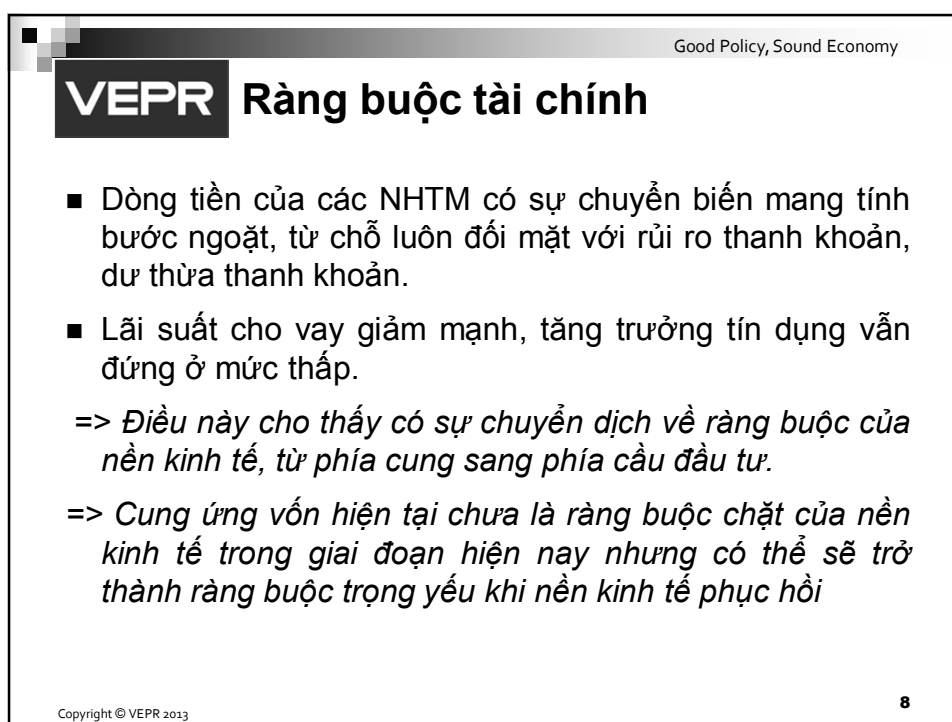 Good Policy, Sound Economy
VEPR Ràng buộc tài chính
■ Dòng tiền của các NHTM có sự chuyển biến mang tính
bước ngoặt, từ chỗ luôn đối mặt với rủi ro thanh khoản,
dư thừa thanh khoản.
■ Lãi suất cho vay giảm mạnh, tăng trưởng tín dụng vẫn
đứng ở mức thấp.
=> Điều này cho thấy có sự chuyển dịch về ràng buộc của
nền kinh tế, từ phía cung sang phía cầu đầu tư.
=> Cung ứng vốn hiện tại chưa là ràng buộc chặt của nền
kinh tế trong giai đoạn hiện nay nhưng có thể sẽ trở
thành ràng buộc trọng yếu khi nền kinh tế phục hồi
Copyright © VEPR 2013
8